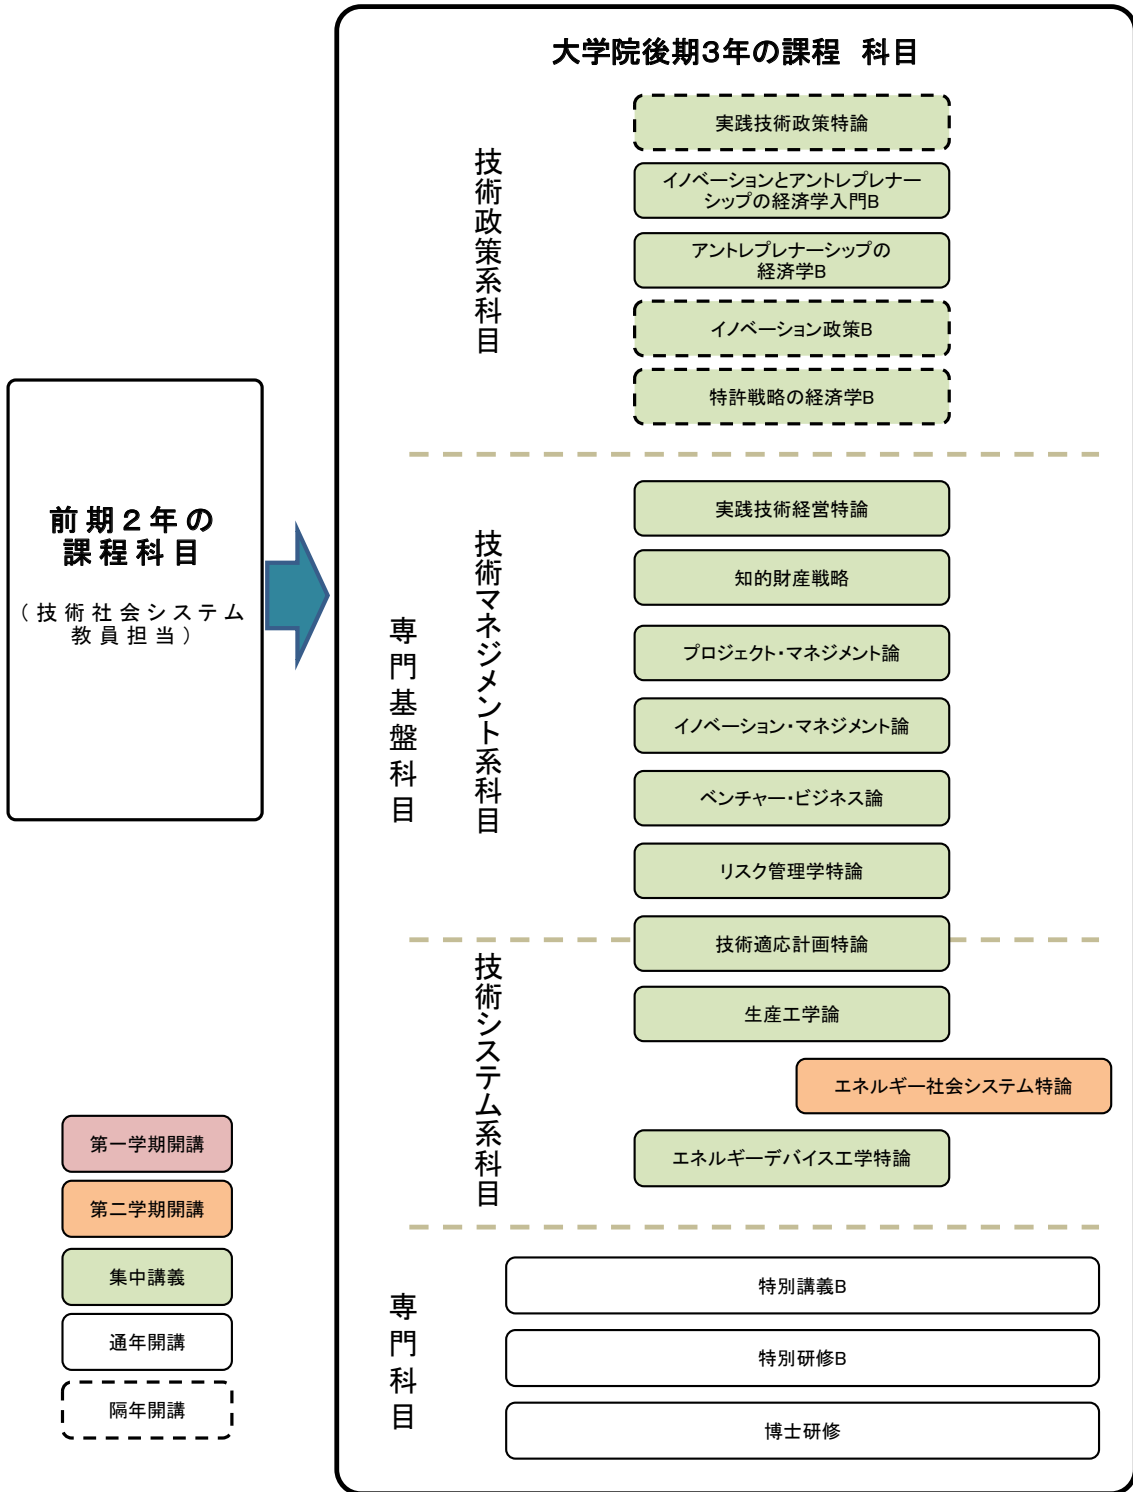 大学院後期3年の課程 科目
前期２年の
課程科目
（技術社会システム
教員担当）
専門基盤科目
技術政策系科目
実践技術政策特論
イノベーションとアントレプレナー
シップの経済学入門B
アントレプレナーシップの
経済学B
イノベーション政策B
特許戦略の経済学B
技術マネジメント系科目
実践技術経営特論
知的財産戦略
プロジェクト・マネジメント論
イノベーション・マネジメント論
ベンチャー・ビジネス論
リスク管理学特論
技術適応計画特論
技術システム系科目
生産工学論
エネルギー社会システム特論
エネルギーデバイス工学特論
専門科目
特別講義B
特別研修B
博士研修
第一学期開講
第二学期開講
集中講義
通年開講
隔年開講